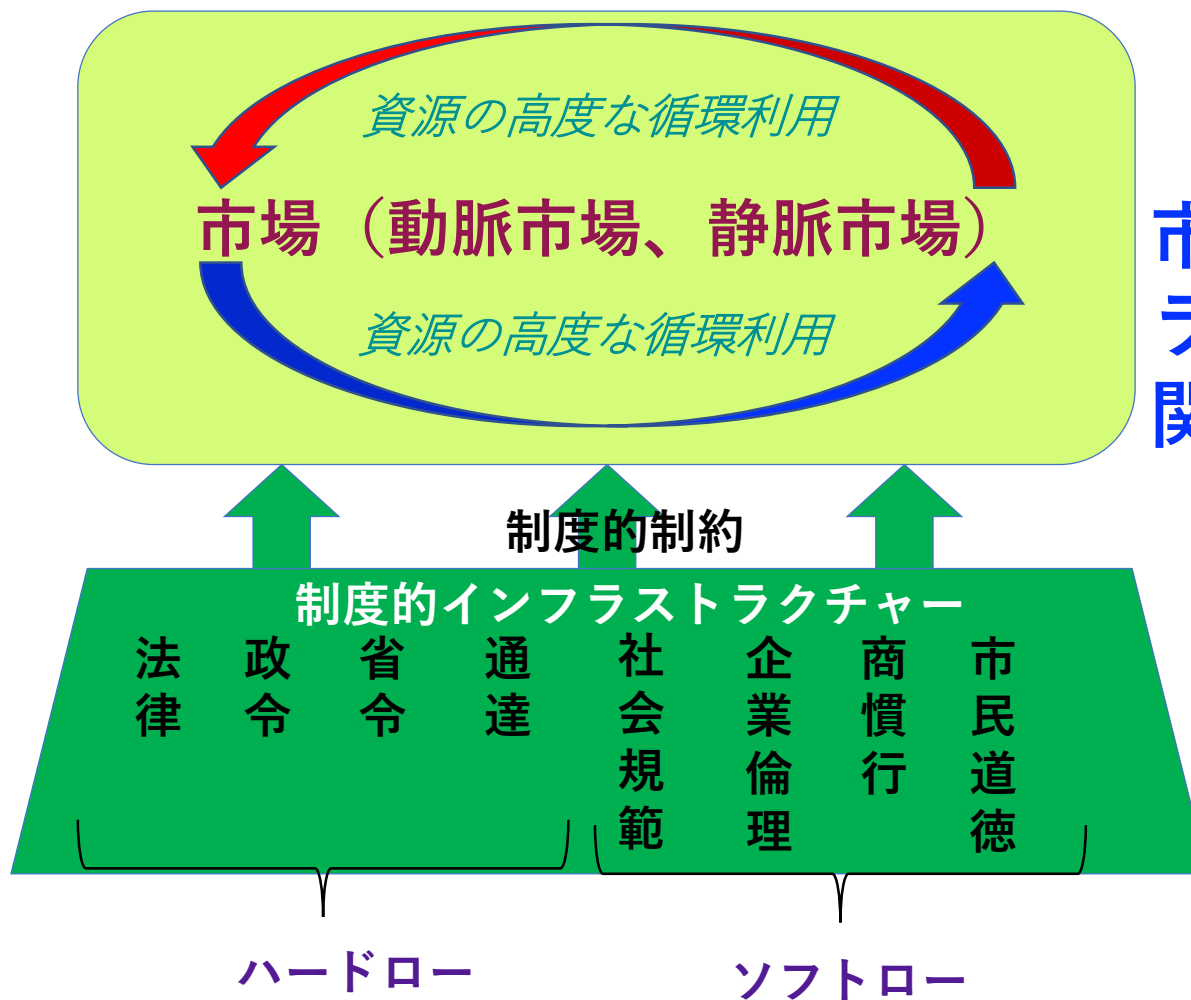 資源の高度な循環利用
市場（動脈市場、静脈市場）
資源の高度な循環利用
制度的制約
制度的インフラストラクチャー
法律
政令
省令
通達
社会規範
企業倫理
商慣行
市民道徳
ハードロー
ソフトロー